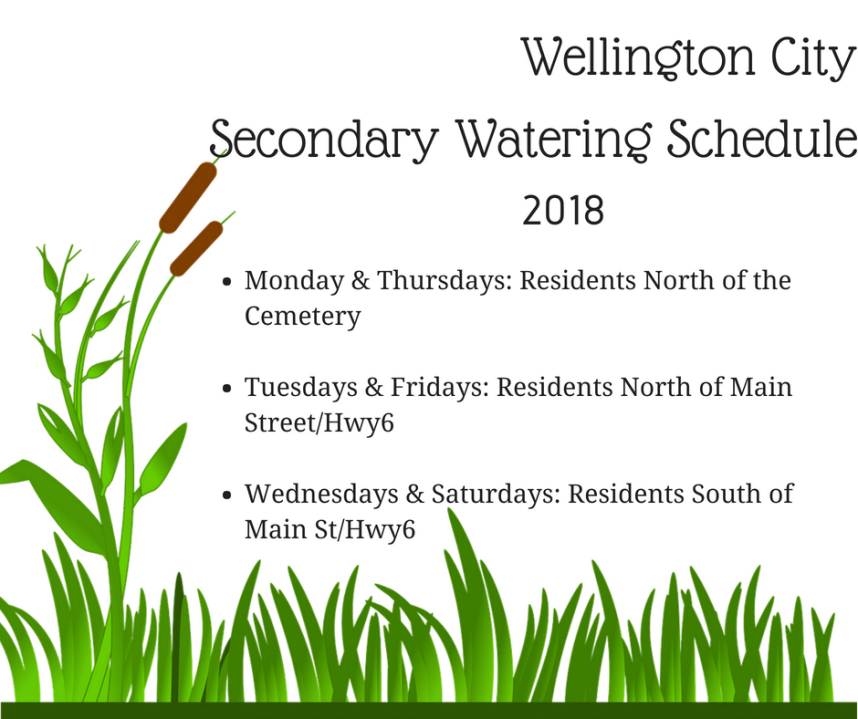 Wellington City
Secondary Watering Schedule
2018
• Monday & Thursdays: Residents North of the
Cemetery
• Tuesdays & Fridays: Residents North of Main
Street/Hwy6
• Wednesdays & Saturdays: Residents South of
Main St/Hwy6